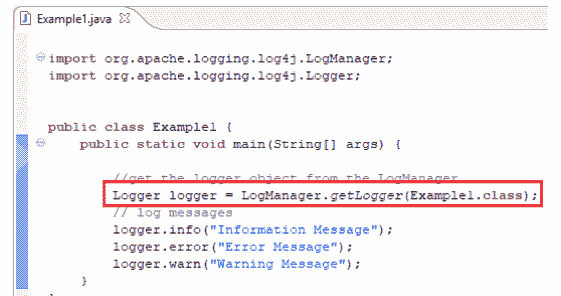 Example1.java
import org.apache.logging.log4j.LogManager;
import org.apache.logging.log4j.Logger;
public class Example1 {
public static void main(String[] args) {
//get the logger object from the LogManager
Logger logger = LogManager.getLogger(Example1.class);
// log messages
logger.info("Information Message");
logger.error("Error Message");
logger.warn("Warning Message");
}